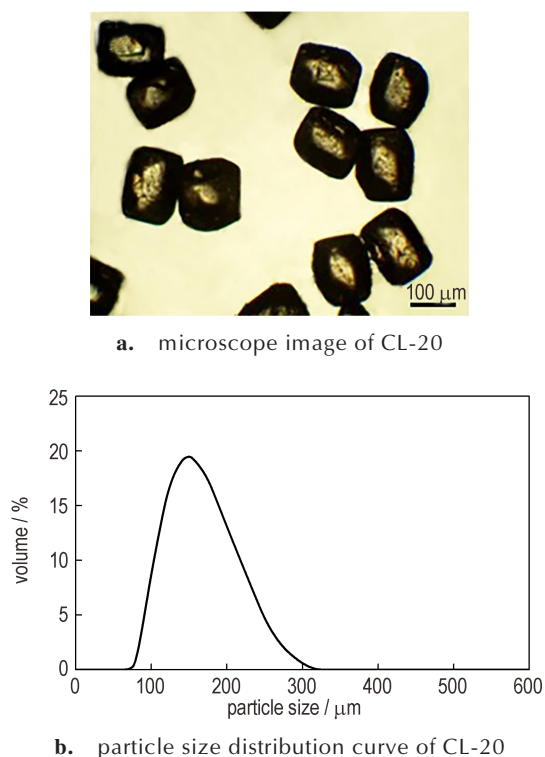 100 μm
a. microscope image of CL-20
25
20
15
10
5
0
volume / %
0 100 200 300 400 500 600
particle size / μm
b. particle size distribution curve of CL-20